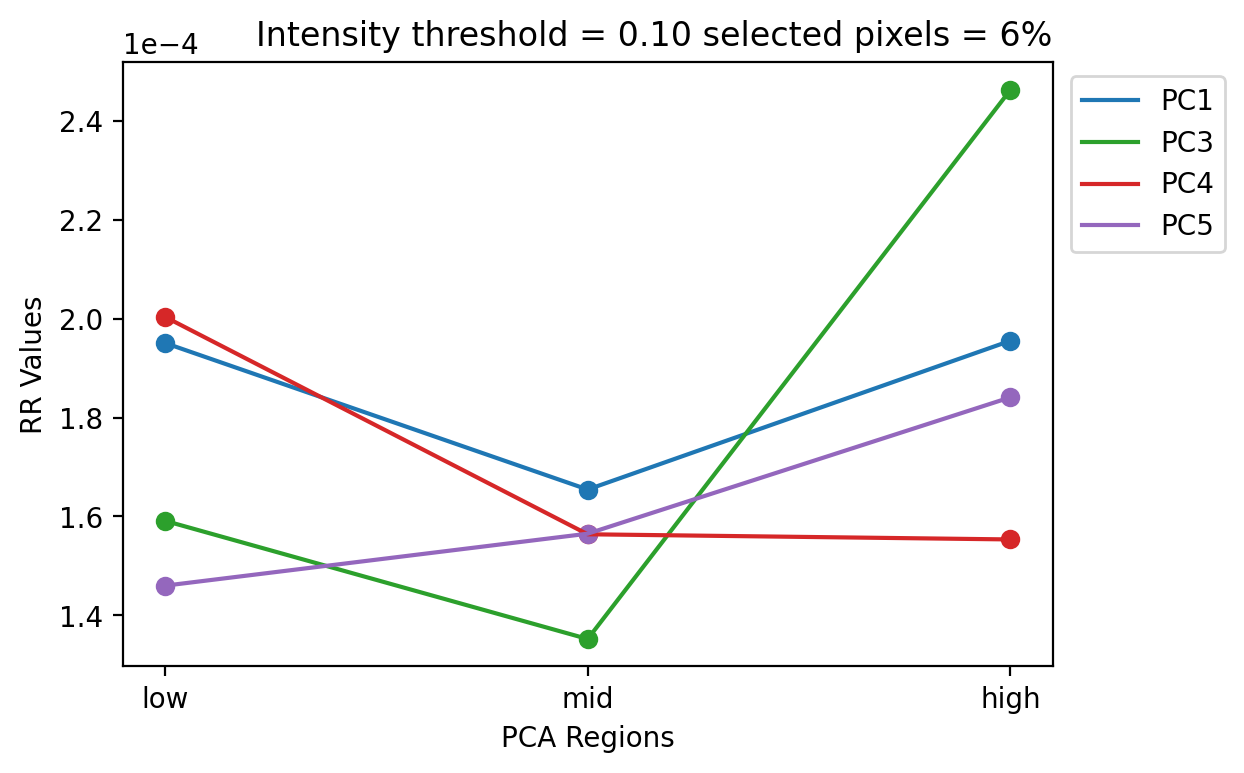 Intensity threshold = 0.10 selected pixels = 6%
1e−4
2.4
2.2
2.0
1.8
1.6
1.4
RR Values
low mid high
PCA Regions
PC1
PC3
PC4
PC5